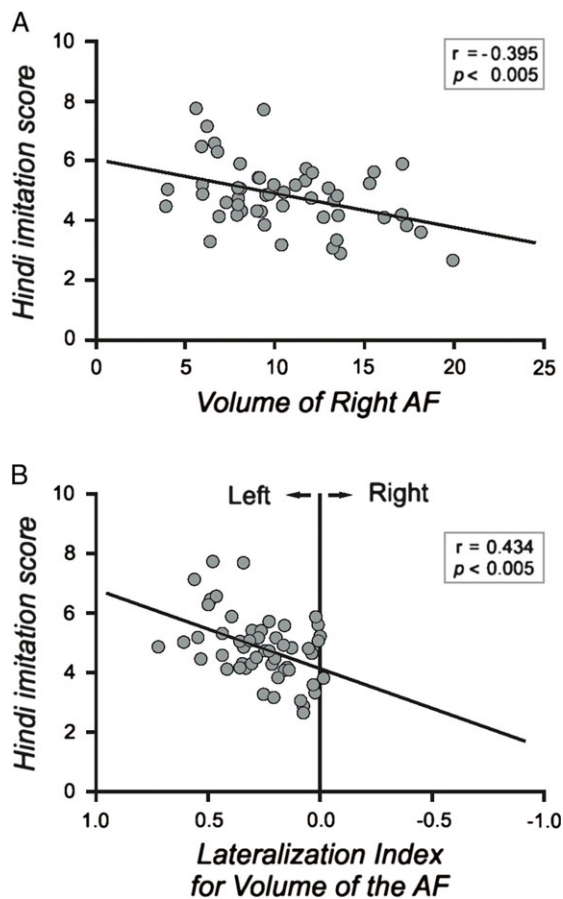 A
10
8
6
4
2
0
Hindi imitation score
r = -0.395
p < 0.005
0 5 10 15 20 25
Volume of Right AF
B
Left Right
10
8
6
4
2
0
Hindi imitation score
r = 0.434
p < 0.005
1.0 0.5 0.0 -0.5 -1.0
Lateralization Index
for Volume of the AF